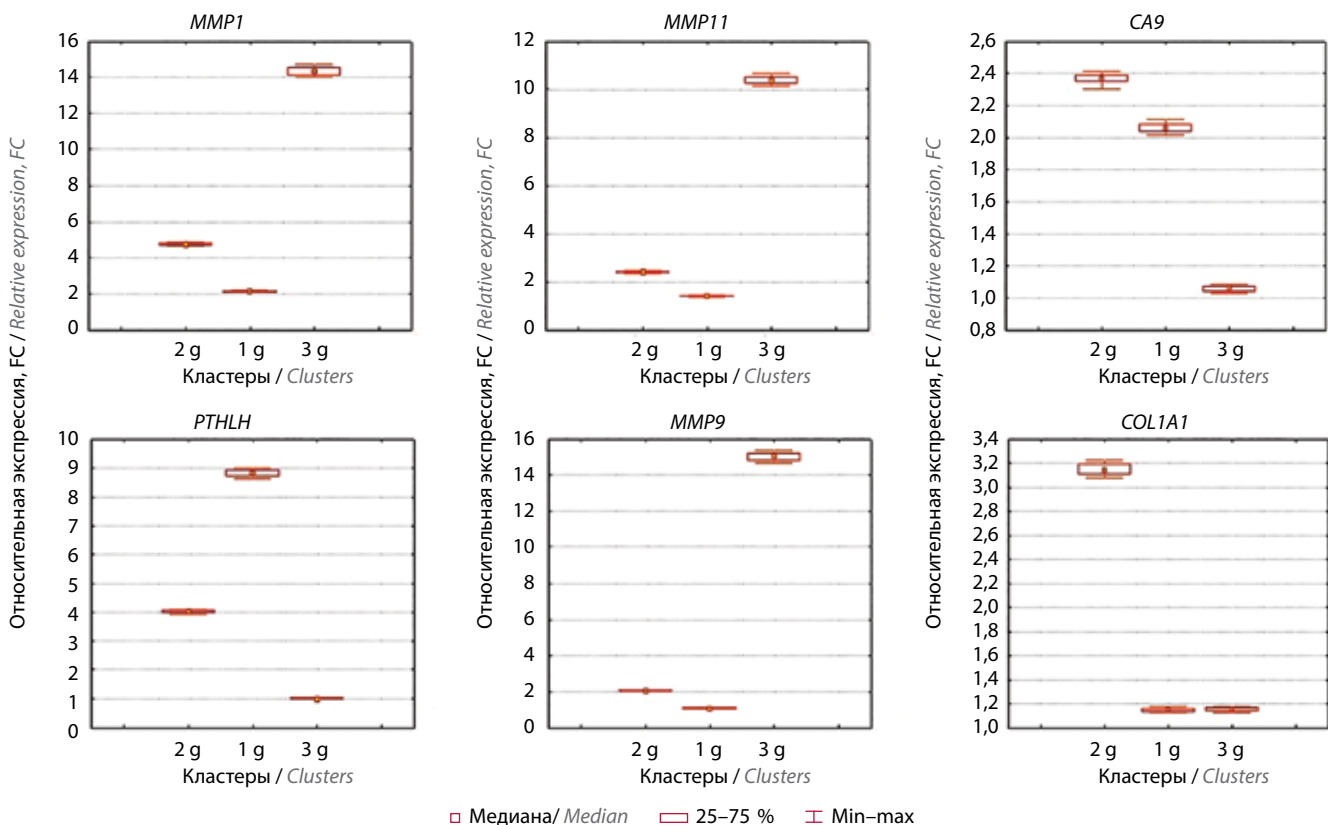 MMP1
16
14
12
10
8
6
4
2
0
2 g 1 g 3 g
Кластеры / Clusters
MMP11
12
10
8
6
4
2
0
2 g 1 g 3 g
Кластеры / Clusters
CA9
2,6
2,4
2,2
2,0
1,8
1,6
1,4
1,2
1,0
0,8
2 g 1 g 3 g
Кластеры / Clusters
Относительная экспрессия, FC / Relative expression, FC
Относительная экспрессия, FC / Relative expression, FC
Относительная экспрессия, FC / Relative expression, FC
PTHLH
10
9
8
7
6
5
4
3
2
1
0
2 g 1 g 3 g
Кластеры / Clusters
MMP9
16
14
12
10
8
6
4
2
0
2 g 1 g 3 g
Кластеры / Clusters
COL1A1
3,4
3,2
3,0
2,8
2,6
2,4
2,2
2,0
1,8
1,6
1,4
1,2
1,0
2 g 1 g 3 g
Кластеры / Clusters
Медиана/ Median 25–75 % Min–max